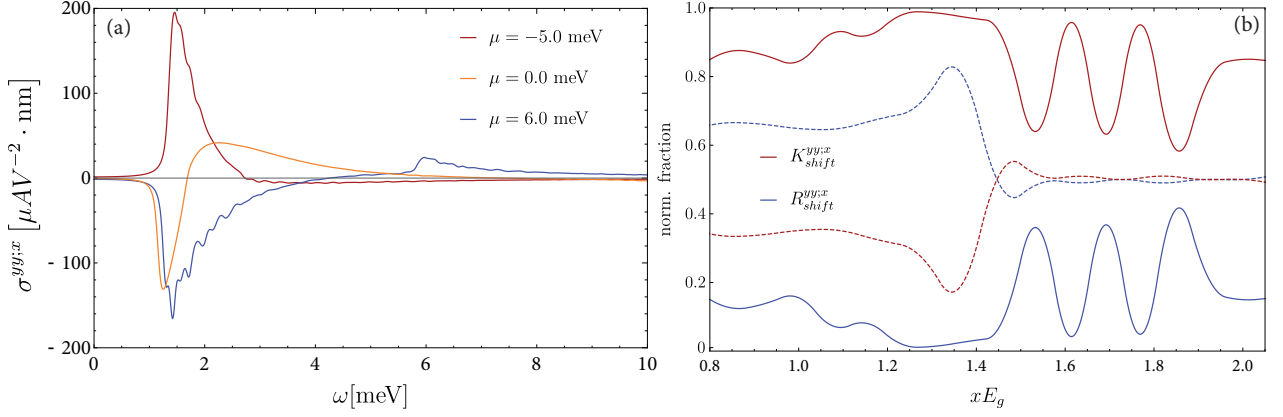 (a)
μ = −5.0 meV
μ = 0.0 meV
μ = 6.0 meV
σ^{yy;x} [μAV^{−2} · nm]
200
100
0
- 100
- 200
0 2 4 6 8 10
ω[meV]
(b)
K^{yy;x}_{shift}
R^{yy;x}_{shift}
norm. fraction
1.0
0.8
0.6
0.4
0.2
0
0.8 1.0 1.2 1.4 1.6 1.8 2.0
xE_g